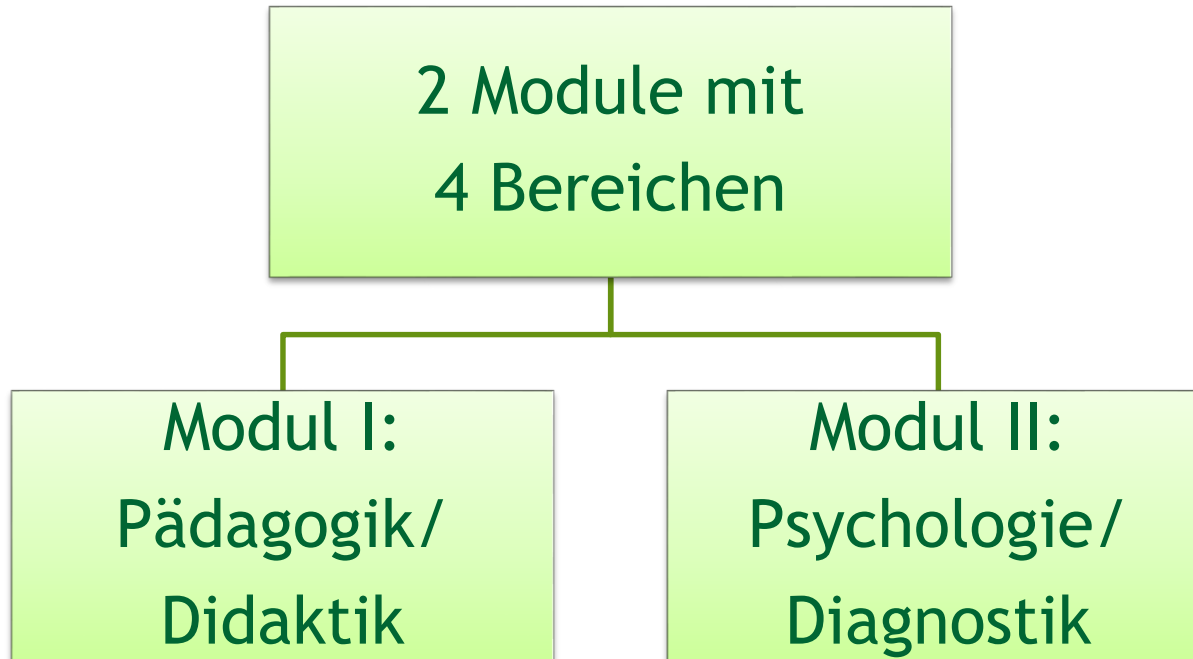 2 Module mit
4 Bereichen
Modul I:
Pädagogik/
Didaktik
Modul II:
Psychologie/
Diagnostik